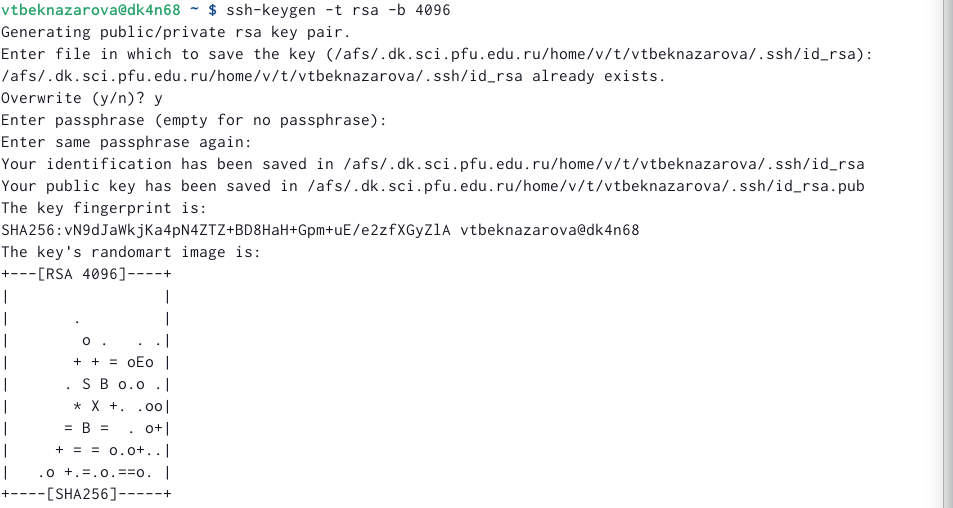 vtbeknazarova@dk4n68 ~ $ ssh-keygen -t rsa -b 4096
Generating public/private rsa key pair.
Enter file in which to save the key (/afs/.dk.sci.pfu.edu.ru/home/v/t/vtbeknazarova/.ssh/id_rsa):
/afs/.dk.sci.pfu.edu.ru/home/v/t/vtbeknazarova/.ssh/id_rsa already exists.
Overwrite (y/n)? y
Enter passphrase (empty for no passphrase):
Enter same passphrase again:
Your identification has been saved in /afs/.dk.sci.pfu.edu.ru/home/v/t/vtbeknazarova/.ssh/id_rsa
Your public key has been saved in /afs/.dk.sci.pfu.edu.ru/home/v/t/vtbeknazarova/.ssh/id_rsa.pub
The key fingerprint is:
SHA256:vN9dJaWkjKa4pN4ZTZ+BD8HaH+Gpm+uE/e2zfXGyZlA vtbeknazarova@dk4n68
The key's randomart image is:
+---[RSA 4096]----+
|                 |
|       .         |
|        o .   . .|
|       + + = oEo |
|      . S B o.o .|
|       * X +. .oo|
|      = B =  . o+|
|     + = = o.o+..|
|   .o +.=.o.==o. |
+----[SHA256]-----+